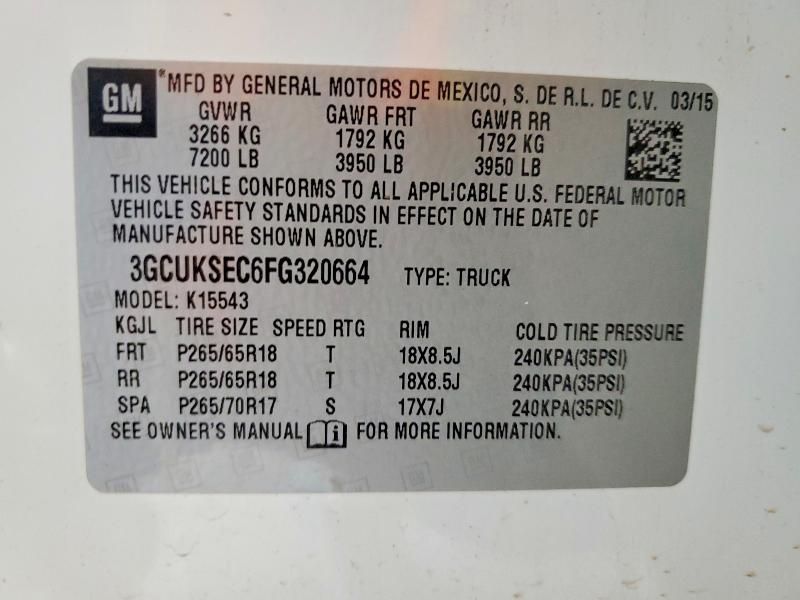 GM *MFD BY GENERAL MOTORS DE MEXICO, S. DE R.L. DE C.V. 03/15
GVWR GAWR FRT GAWR RR
3266 KG 1792 KG 1792 KG
7200 LB 3950 LB 3950 LB
THIS VEHICLE CONFORMS TO ALL APPLICABLE U.S. FEDERAL MOTOR
VEHICLE SAFETY STANDARDS IN EFFECT ON THE DATE OF
MANUFACTURE SHOWN ABOVE.
3GCUKSEC6FG320664 TYPE: TRUCK
MODEL: K15543
KGJL TIRE SIZE SPEED RTG RIM COLD TIRE PRESSURE
FRT P265/65R18 T 18X8.5J 240KPA(35PSI)
RR P265/65R18 T 18X8.5J 240KPA(35PSI)
SPA P265/70R17 S 17X7J 240KPA(35PSI)
SEE OWNER'S MANUAL i FOR MORE INFORMATION.